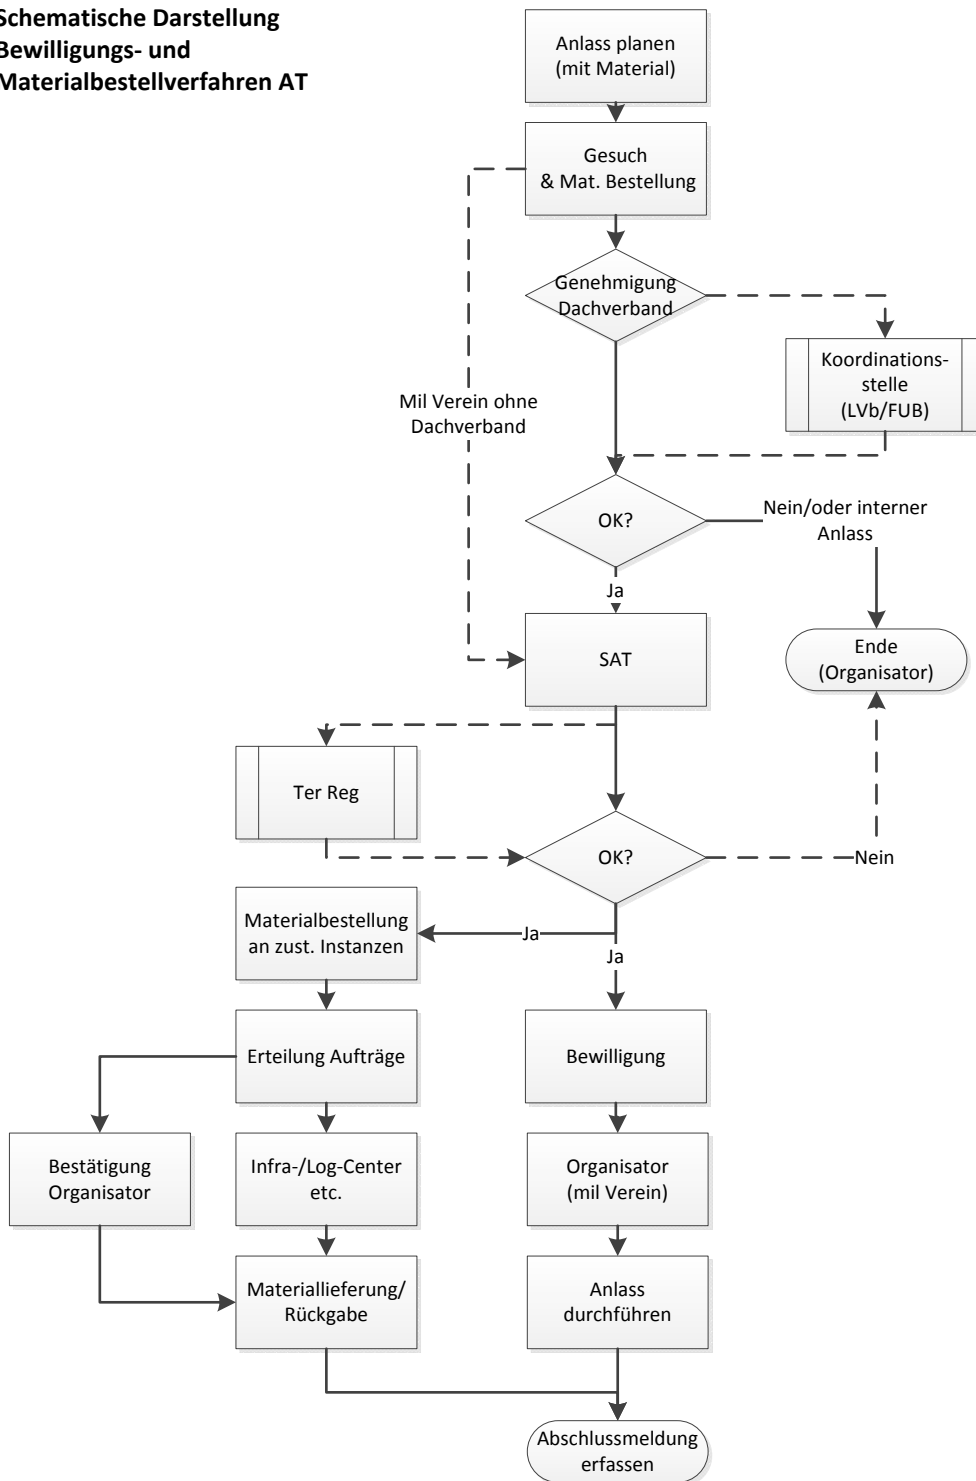 Schematische Darstellung
Bewilligungs- und
Materialbestellverfahren AT
Anlass planen
(mit Material)
Gesuch
& Mat. Bestellung
Genehmigung
Dachverband
Koordinations-
stelle
(LVb/FUB)
Mil Verein ohne
Dachverband
OK?
Nein/oder interner
Anlass
Ja
SAT
Ende
(Organisator)
Ter Reg
OK?
Nein
Materialbestellung
an zust. Instanzen
Ja
Ja
Erteilung Aufträge
Bewilligung
Bestätigung
Organisator
Infra-/Log-Center
etc.
Organisator
(mil Verein)
Materiallieferung/
Rückgabe
Anlass
durchführen
Abschlussmeldung
erfassen